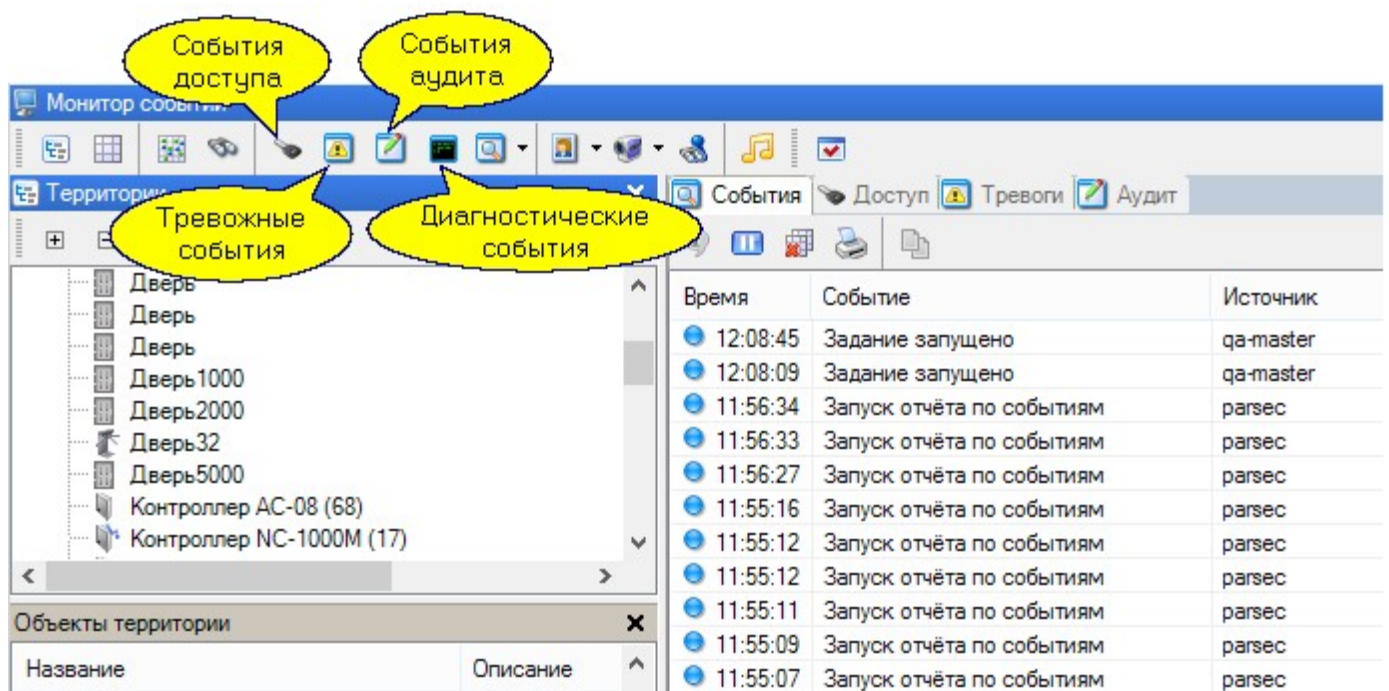 События
доступа
События
аудита
Монитор событий
Территории
События
Доступ
Тревоги
Аудит
Тревожные
события
Диагностические
события
Дверь
Дверь
Дверь
Дверь1000
Дверь2000
Дверь32
Дверь5000
Контроллер AC-08 (68)
Контроллер NC-1000M (17)
Объекты территории
Название Описание
Время Событие Источник
12:08:45 Задание запущено qa-master
12:08:09 Задание запущено qa-master
11:56:34 Запуск отчёта по событиям parsec
11:56:33 Запуск отчёта по событиям parsec
11:56:27 Запуск отчёта по событиям parsec
11:55:16 Запуск отчёта по событиям parsec
11:55:12 Запуск отчёта по событиям parsec
11:55:12 Запуск отчёта по событиям parsec
11:55:11 Запуск отчёта по событиям parsec
11:55:09 Запуск отчёта по событиям parsec
11:55:07 Запуск отчёта по событиям parsec